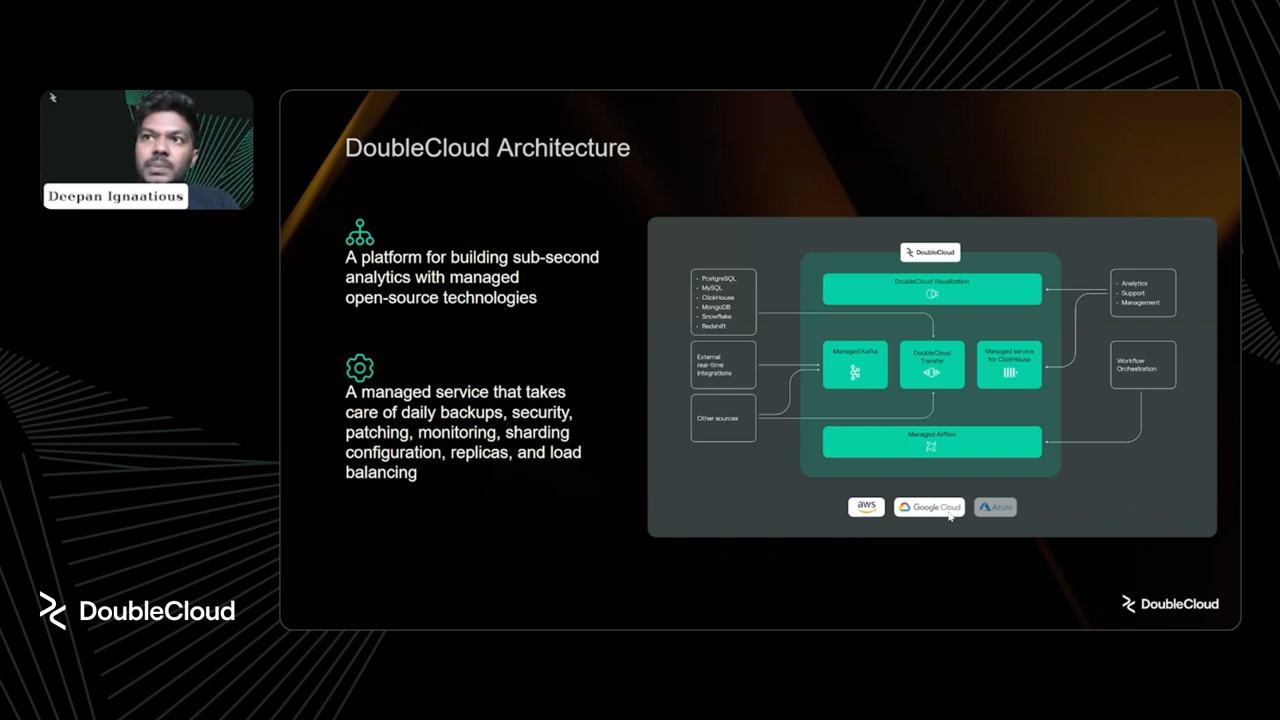 Deepan Ignaatious
DoubleCloud
DoubleCloud Architecture
A platform for building sub-second
analytics with managed
open-source technologies
A managed service that takes
care of daily backups, security,
patching, monitoring, sharding
configuration, replicas, and load
balancing
DoubleCloud
DoubleCloud Visualization
• PostgreSQL
• MySQL
• ClickHouse
• MongoDB
• Snowflake
• Redshift
External
real-time
integrations
Other sources
Managed Kafka
DoubleCloud
Transfer
Managed service
for ClickHouse
Managed Airflow
• Analytics
• Support
• Management
Workflow
Orchestration
aws
Google Cloud
Azure
DoubleCloud